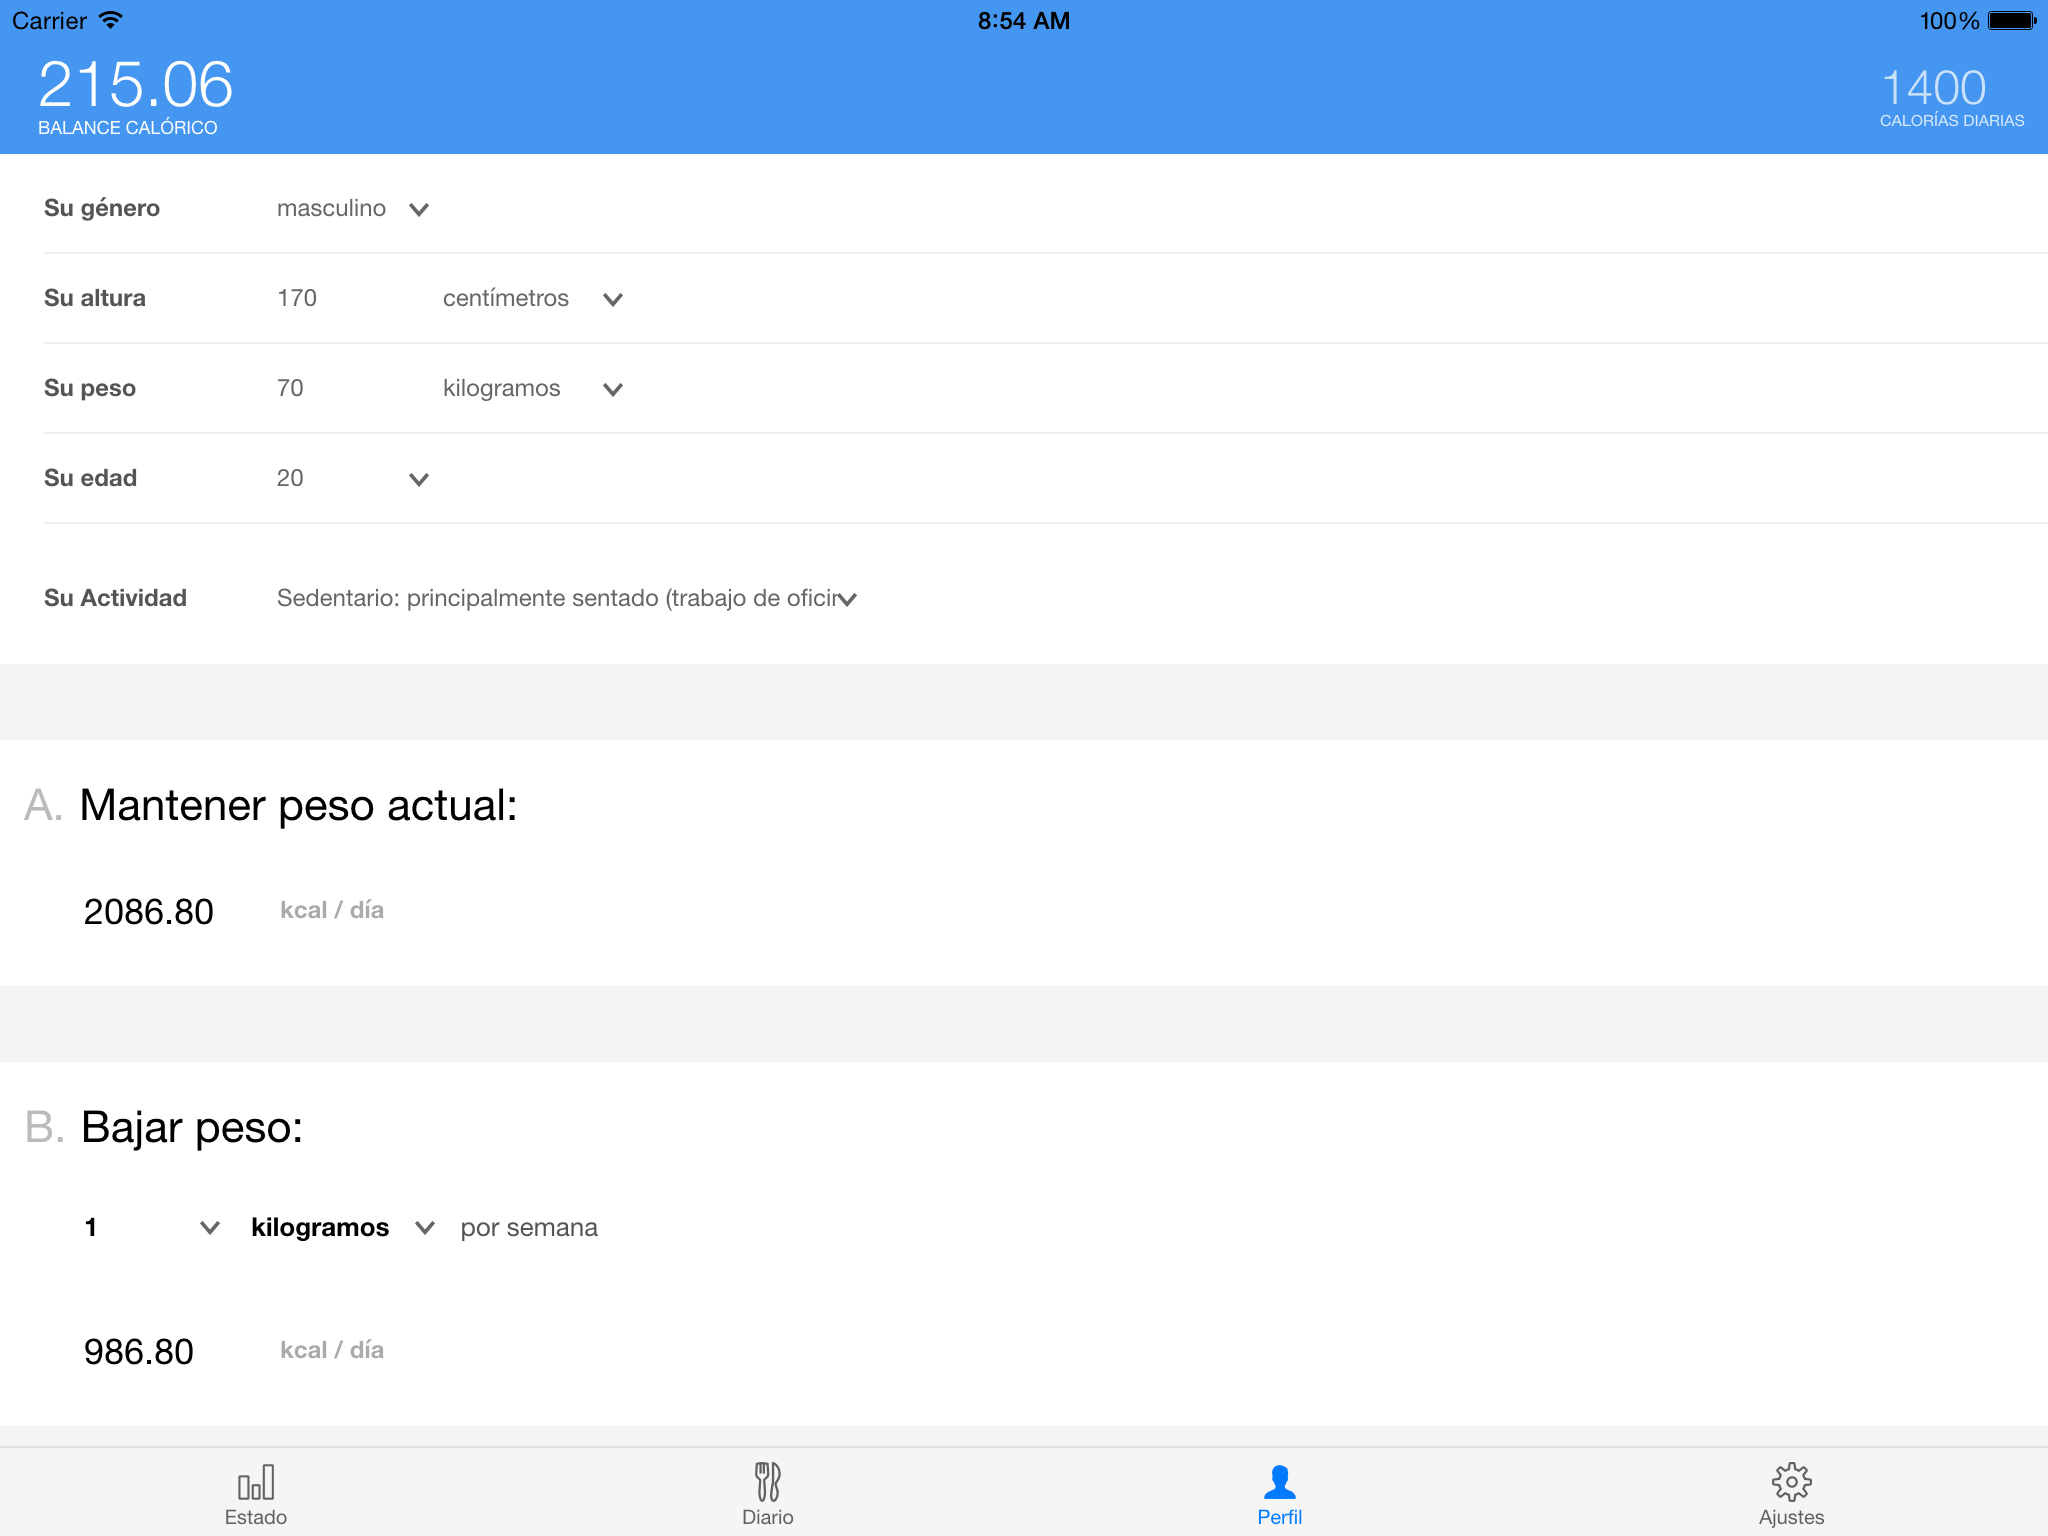 Carrier 8:54 AM 100%
215.06
BALANCE CALÓRICO
1400
CALORÍAS DIARIAS
Su género masculino
Su altura 170 centímetros
Su peso 70 kilogramos
Su edad 20
Su Actividad Sedentario: principalmente sentado (trabajo de oficin
A. Mantener peso actual:
2086.80 kcal / día
B. Bajar peso:
1 kilogramos por semana
986.80 kcal / día
Estado Diario Perfil Ajustes